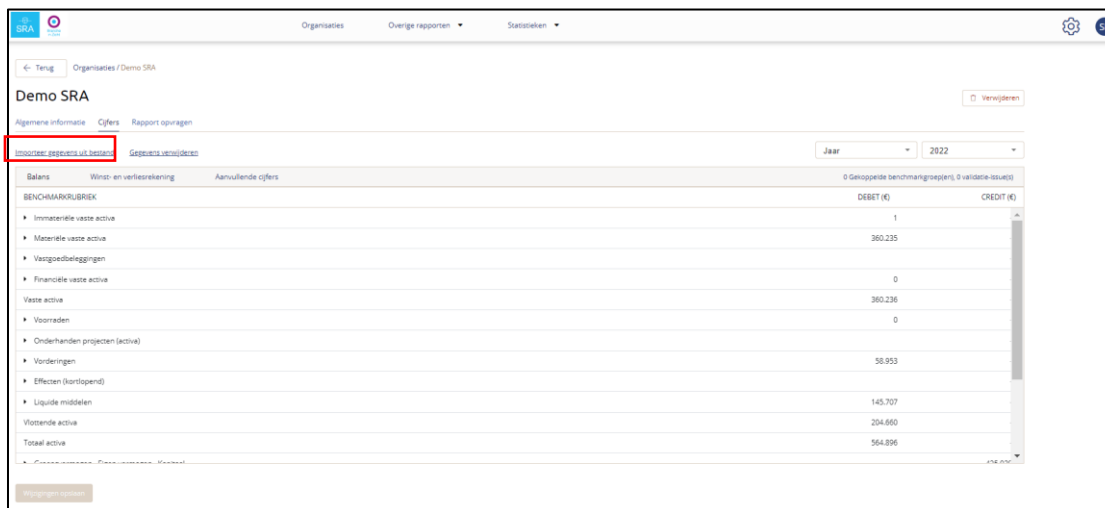 SRA Organisaties Overige rapporten Statistieken
← Terug Organisaties / Demo SRA
Demo SRA Verwijderen
Algemene informatie Cijfers Rapport opvragen
Importeer gegevens uit bestand Gegevens verwijderen Jaar 2022
Balans Winst- en verliesrekening Aanvullende cijfers 0 Gekoppelde benchmarkgroep(en), 0 validatie-issue(s)
BENCHMARKRUBRIEK DEBET (€) CREDIT (€)
Immateriële vaste activa 1
Materiële vaste activa 360.235
Vastgoedbeleggingen
Financiële vaste activa 0
Vaste activa 360.236
Voorraden 0
Onderhanden projecten (activa)
Vorderingen 58.953
Effecten (kortlopend)
Liquide middelen 145.707
Vlottende activa 204.660
Totaal activa 564.896
Wijzigingen opslaan